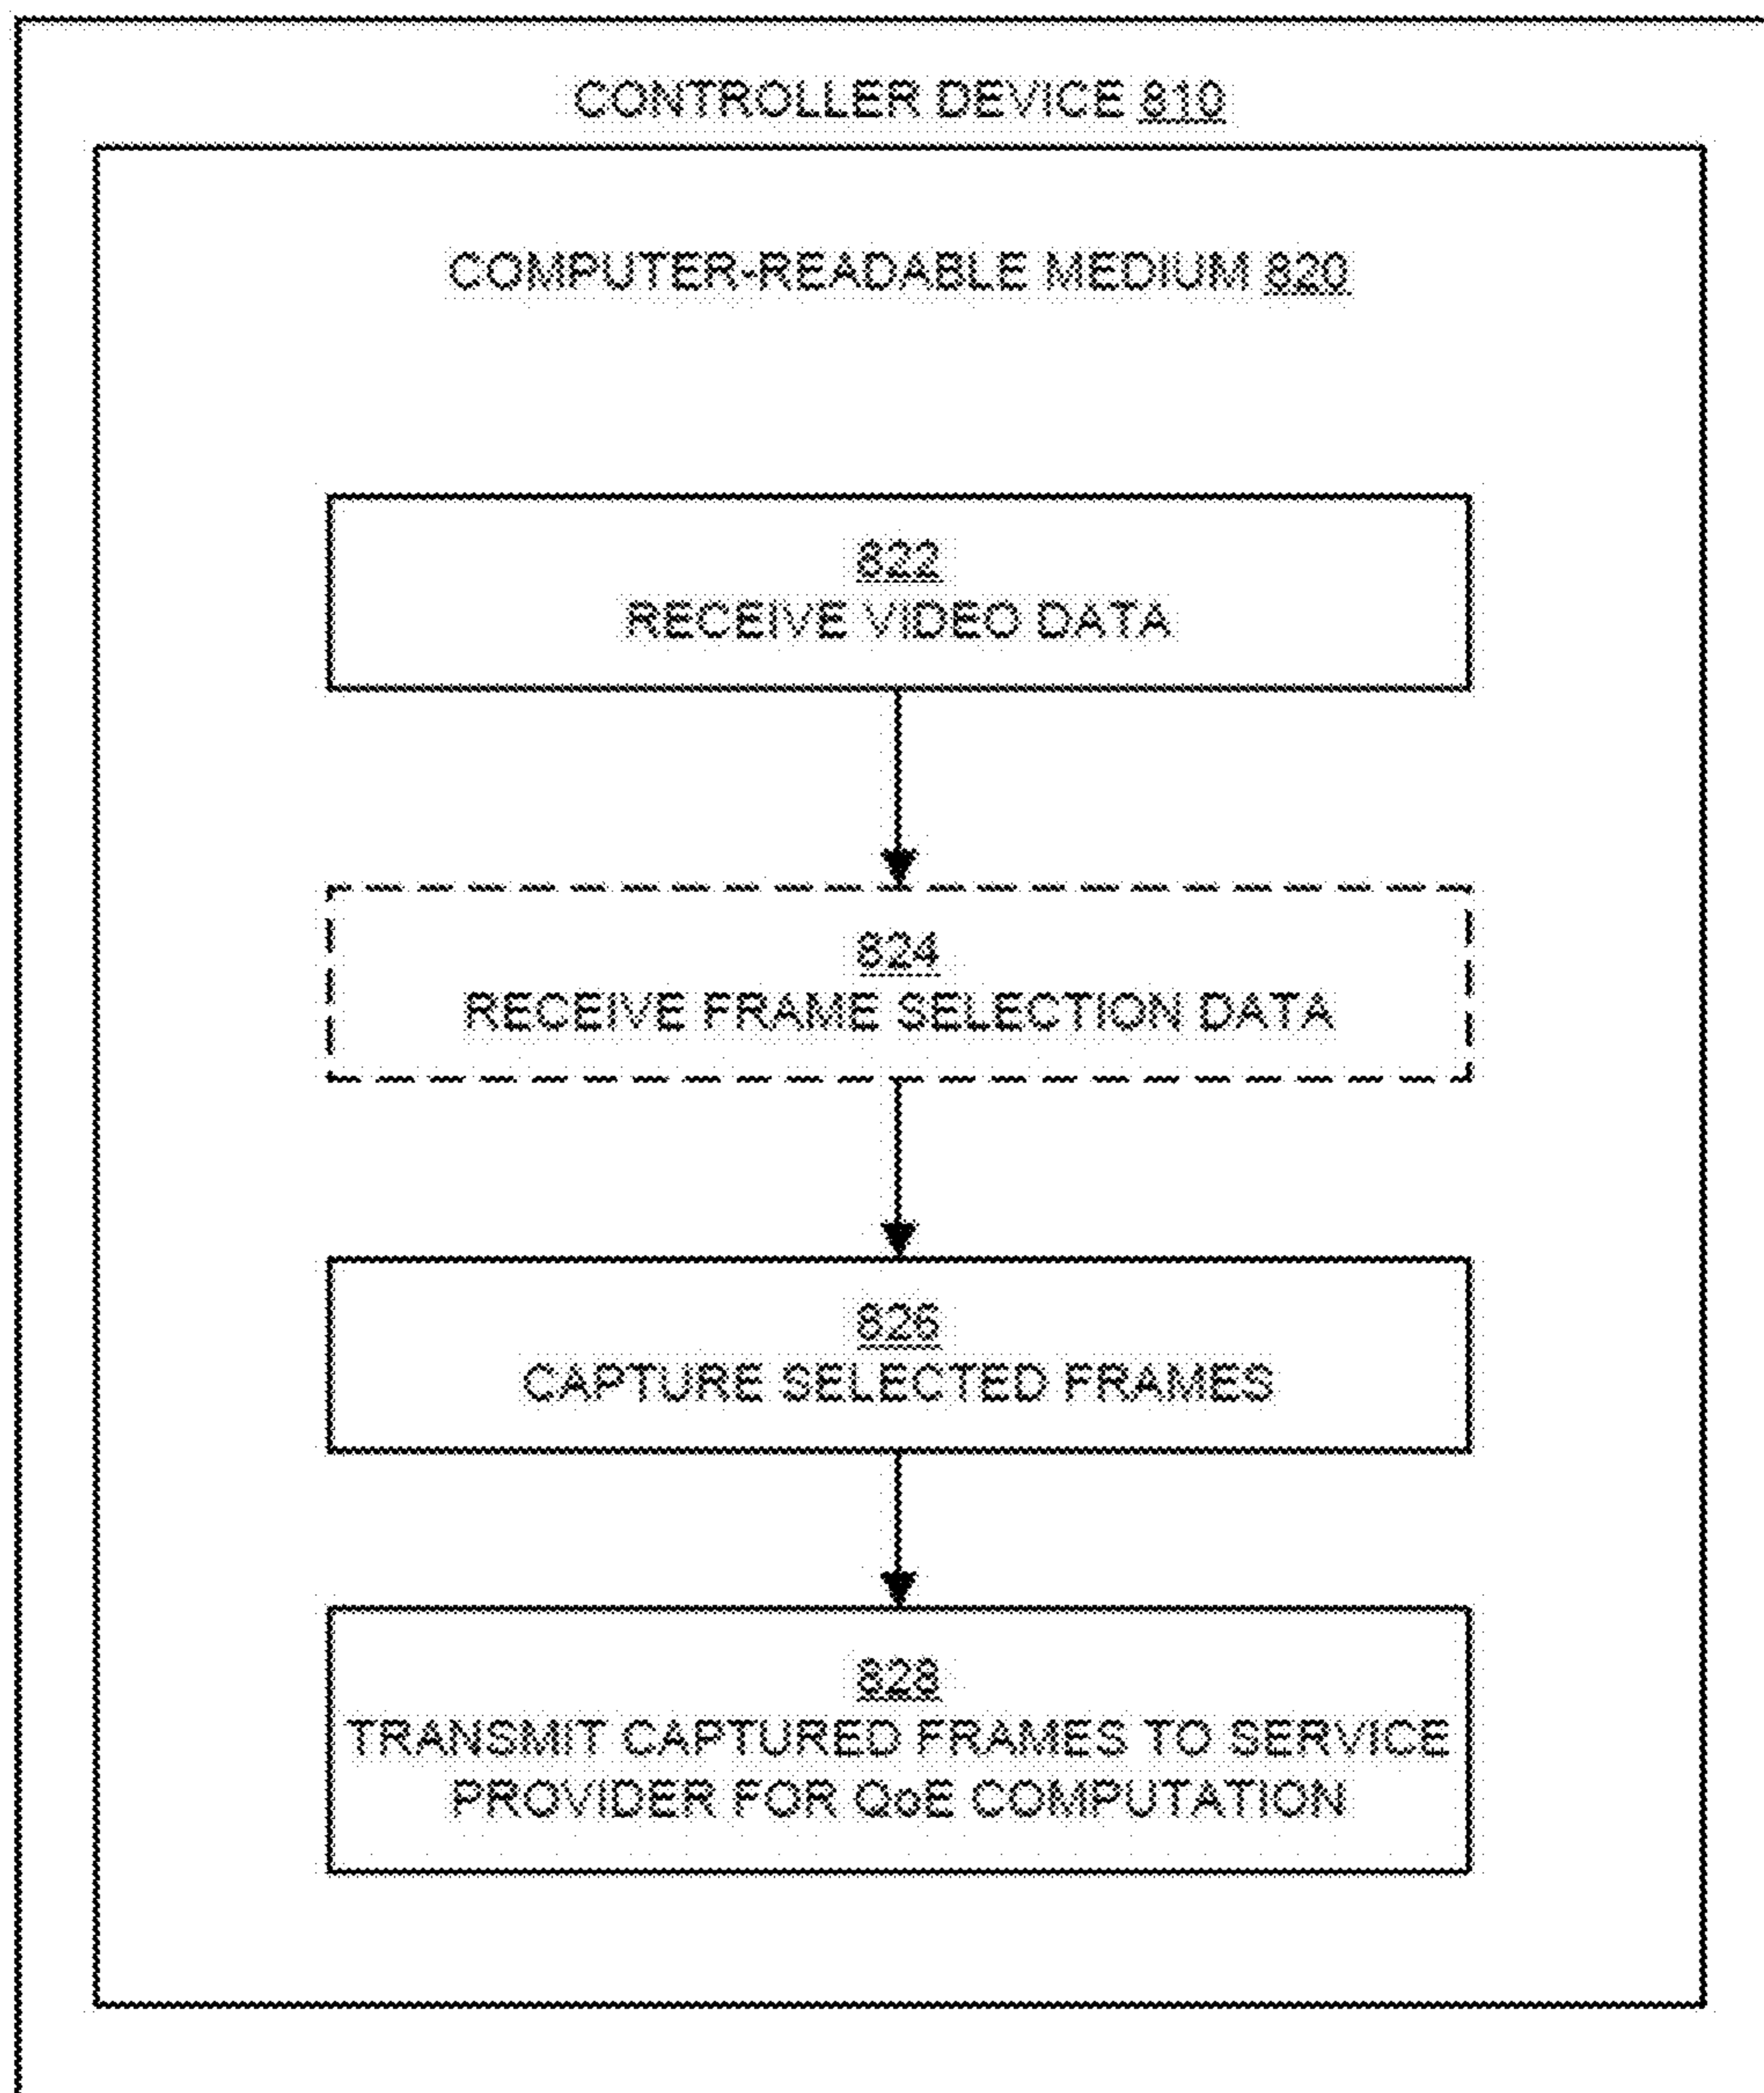 CONTROLLER DEVICE 810
COMPUTER-READABLE MEDIUM 820
822
RECEIVE VIDEO DATA
824
RECEIVE FRAME SELECTION DATA
826
CAPTURE SELECTED FRAMES
828
TRANSMIT CAPTURED FRAMES TO SERVICE
PROVIDER FOR QoE COMPUTATION